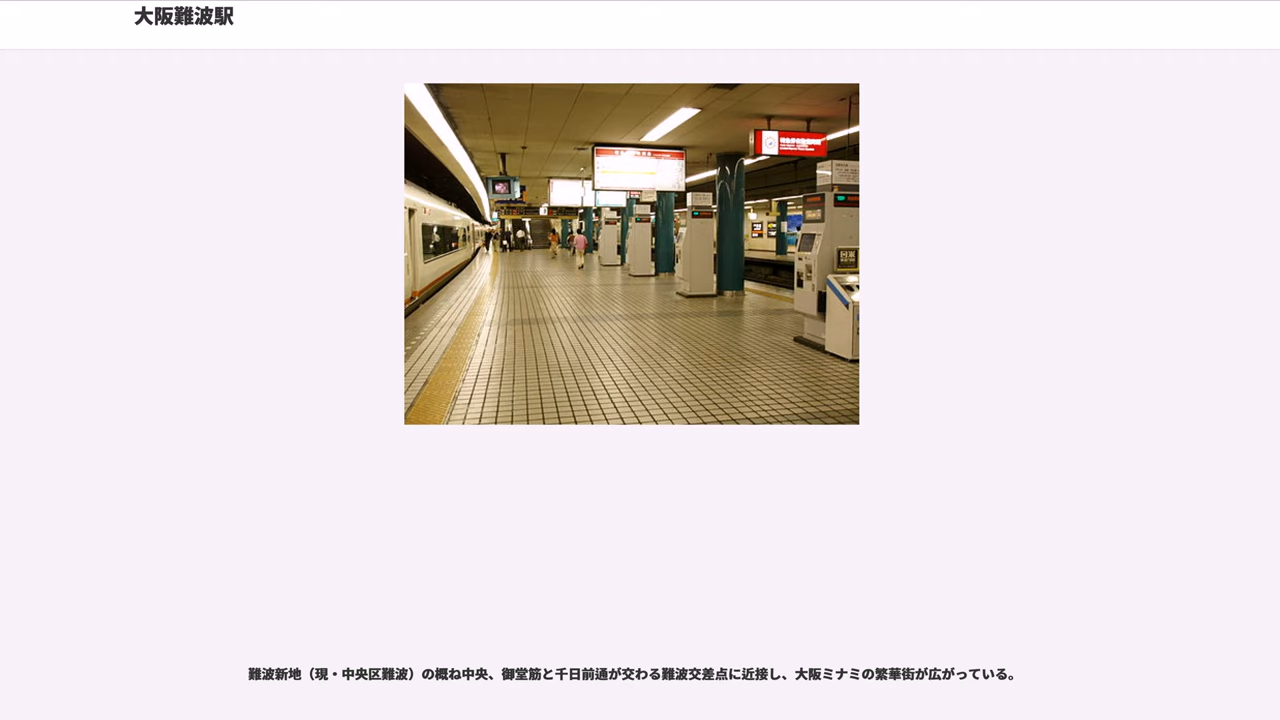 大阪難波駅
難波新地（現・中央区難波）の概ね中央、御堂筋と千日前通が交わる難波交差点に近接し、大阪ミナミの繁華街が広がっている。